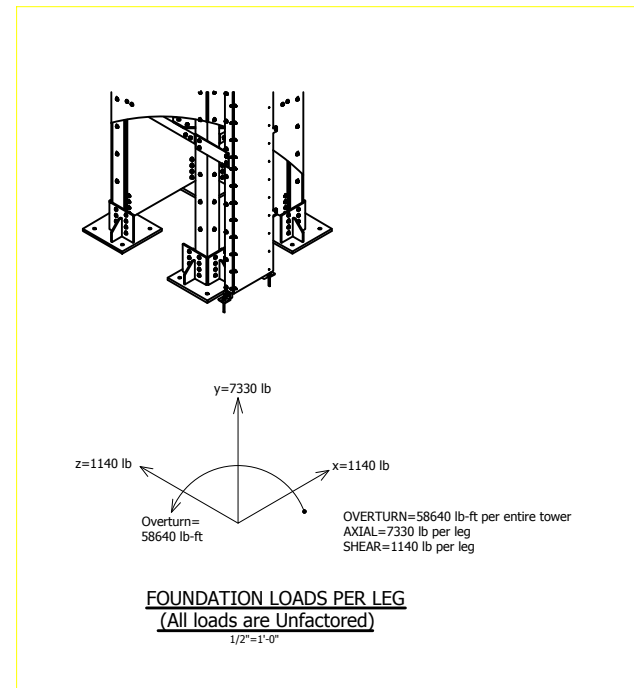 y=7330 lb
z=1140 lb
x=1140 lb
Overturn=
58640 lb-ft
OVERTURN=58640 lb-ft per entire tower
AXIAL=7330 lb per leg
SHEAR=1140 lb per leg
FOUNDATION LOADS PER LEG
(All loads are Unfactored)
1/2"=1'-0"